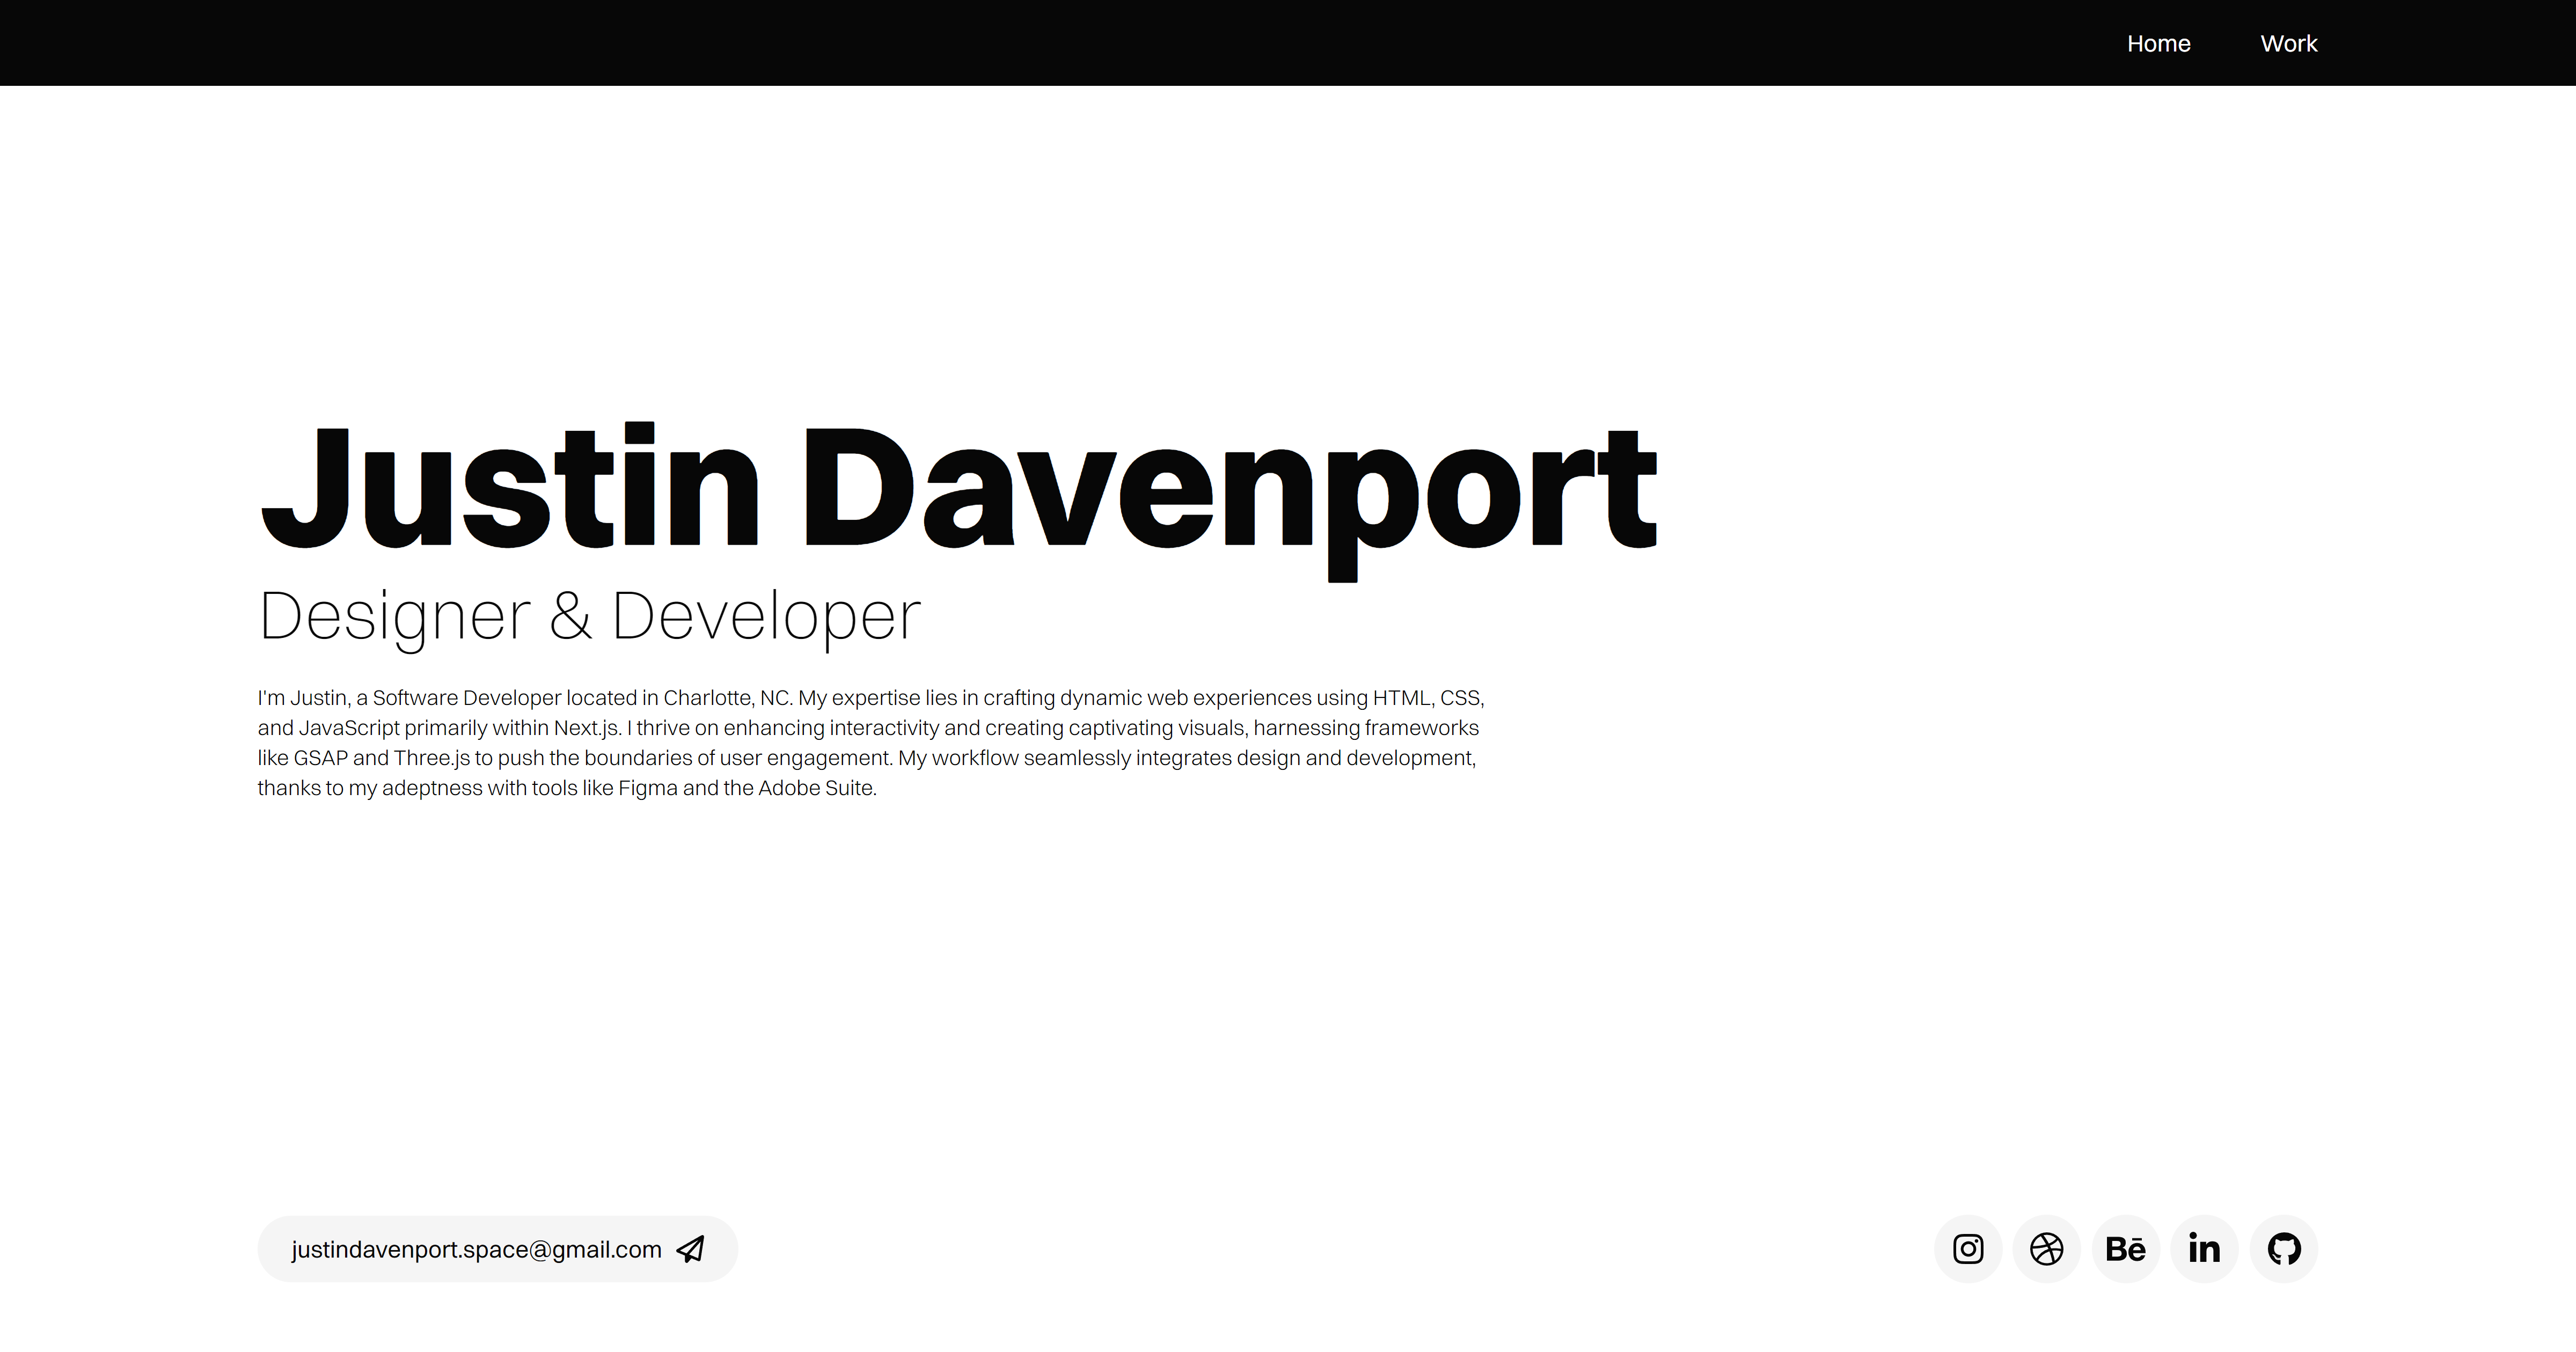 Home Work
Justin Davenport
Designer & Developer
I'm Justin, a Software Developer located in Charlotte, NC. My expertise lies in crafting dynamic web experiences using HTML, CSS,
and JavaScript primarily within Next.js. I thrive on enhancing interactivity and creating captivating visuals, harnessing frameworks
like GSAP and Three.js to push the boundaries of user engagement. My workflow seamlessly integrates design and development,
thanks to my adeptness with tools like Figma and the Adobe Suite.
justindavenport.space@gmail.com
Bē in